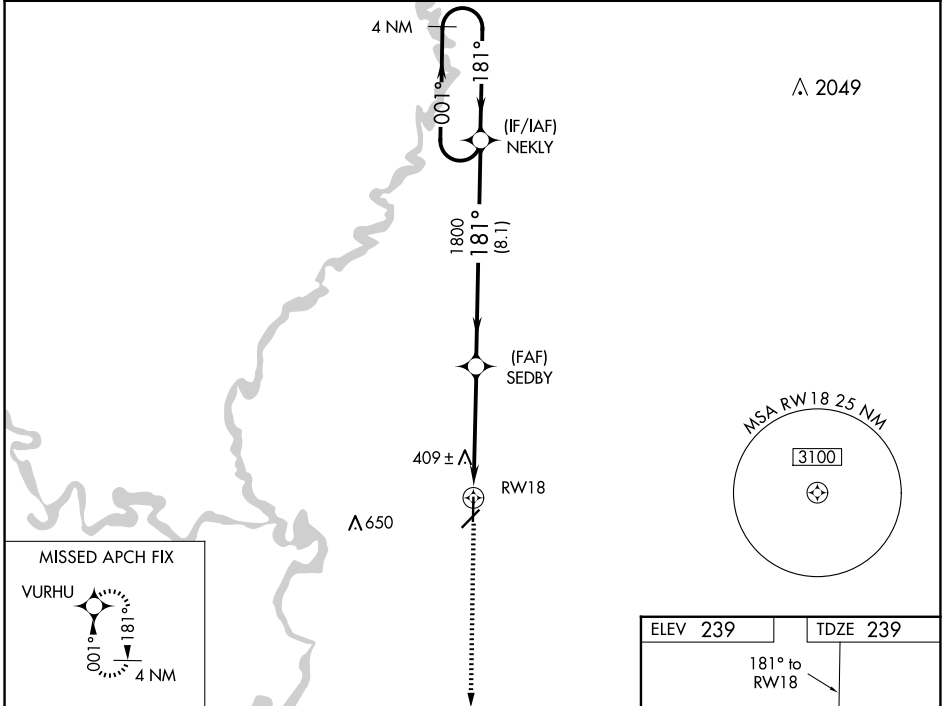 4 NM
181°
001°
2049
(IF/IAF)
NEKLY
1800
181°
(8.1)
(FAF)
SEDBY
409 ±
RW18
650
MSA RW18 25 NM
3100
MISSED APCH FIX
VURHU
181°
001°
4 NM
ELEV 239
TDZE 239
181° to
RW18